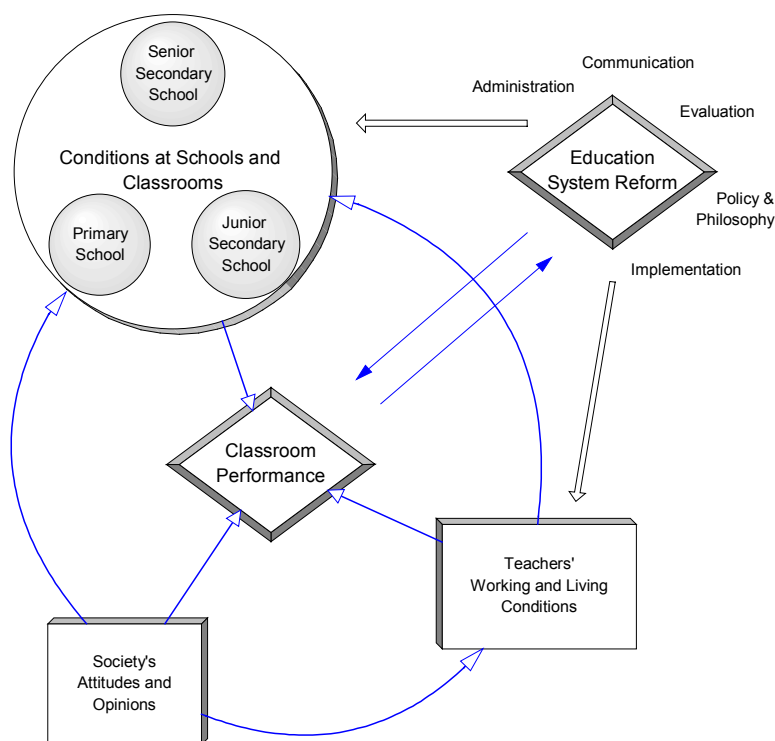 Senior
Secondary
School
Communication
Administration
Evaluation
Conditions at Schools and
Classrooms
Education
System Reform
Policy &
Philosophy
Primary
School
Junior
Secondary
School
Implementation
Classroom
Performance
Teachers'
Working and Living
Conditions
Society's
Attitudes and
Opinions